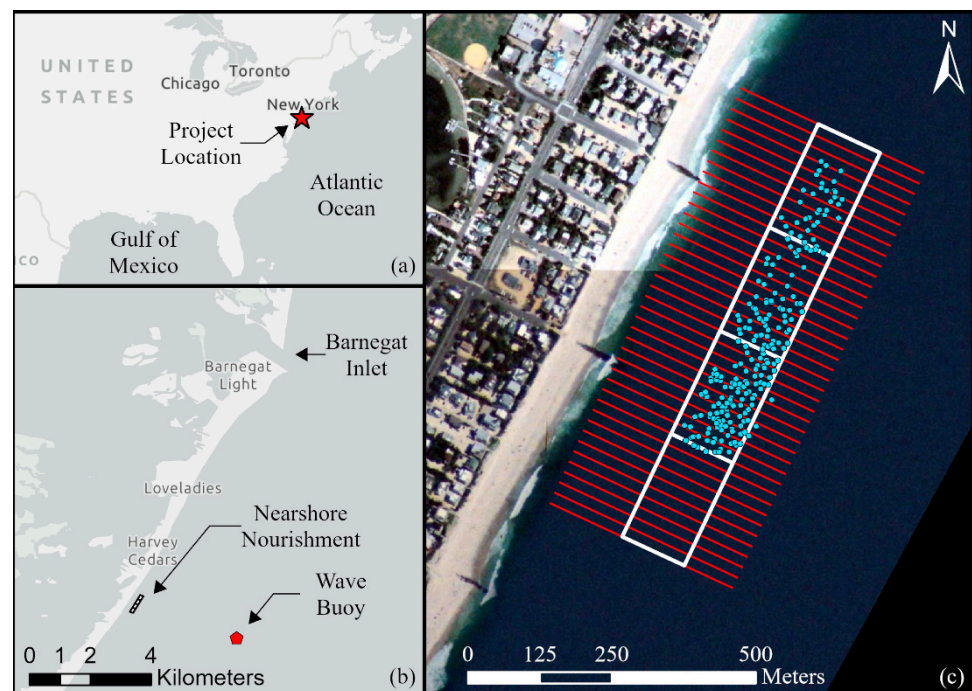 UNITED
STATES
Toronto
Chicago
New York
Project
Location
Atlantic
Ocean
Gulf of
Mexico
ico
(a)
Barnegat
Inlet
Barnegat
Light
Loveladies
Nearshore
Nourishment
Harvey
Cedars
Wave
Buoy
0 1 2 4
Kilometers
(b)
N
0 125 250 500
Meters
(c)